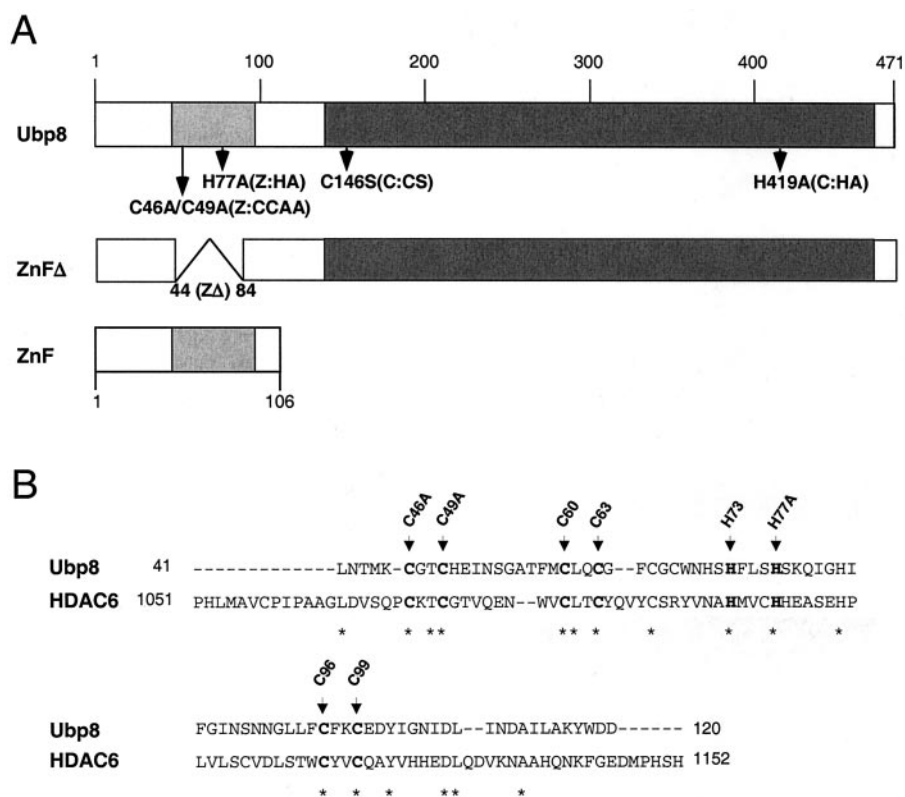 A
1 100 200 300 400 471
Ubp8
H77A(Z:HA) C146S(C:CS) H419A(C:HA)
C46A/C49A(Z:CCAA)
ZnFΔ
44 (ZΔ) 84
ZnF
1 106
B
C46A C49A C60 C63 H73 H77A
Ubp8 41 -------------LNTMK-CGTCHEINSGATFMCLQCG--FCGCWNHSHFLSHSKQIGHI
HDAC6 1051 PHLMAVCPIPAAGLDVSQPCKTCGTVQEN--WVCLTCYQVYCSRYVNAHMVCHHEASEHP
* * * * * * * * * * *
C96 C99
Ubp8 FGINSNNGLLFCFKCEDYIGNIDL--INDAILAKYWDD------ 120
HDAC6 LVLSCVDLSTWCYVCQAYVHHEDLQDVKNAAHQNKFGEDMPHSH 1152
* * * * * *